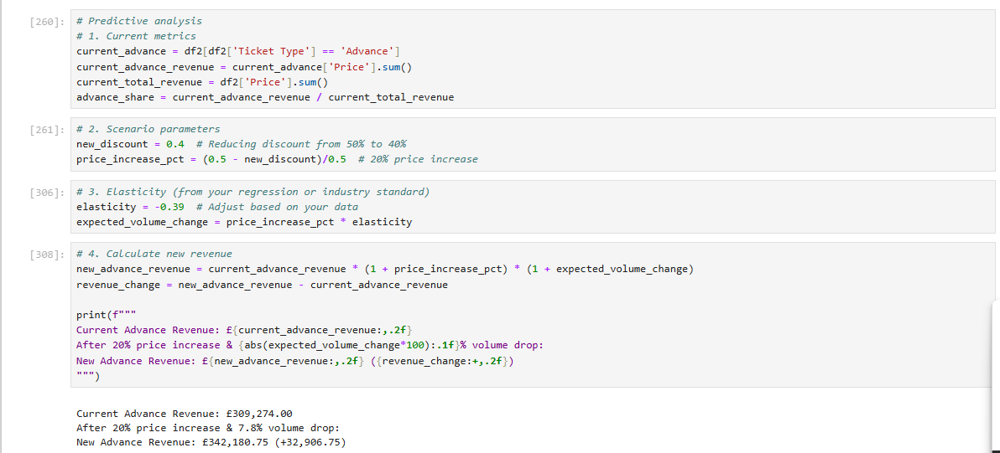 [260]: # Predictive analysis
# 1. Current metrics
current_advance = df2[df2['Ticket Type'] == 'Advance']
current_advance_revenue = current_advance['Price'].sum()
current_total_revenue = df2['Price'].sum()
advance_share = current_advance_revenue / current_total_revenue
[261]: # 2. Scenario parameters
new_discount = 0.4  # Reducing discount from 50% to 40%
price_increase_pct = (0.5 - new_discount)/0.5  # 20% price increase
[306]: # 3. Elasticity (from your regression or industry standard)
elasticity = -0.39  # Adjust based on your data
expected_volume_change = price_increase_pct * elasticity
[308]: # 4. Calculate new revenue
new_advance_revenue = current_advance_revenue * (1 + price_increase_pct) * (1 + expected_volume_change)
revenue_change = new_advance_revenue - current_advance_revenue
print(f"""
Current Advance Revenue: £{current_advance_revenue:,.2f}
After 20% price increase & {abs(expected_volume_change*100):.1f}% volume drop:
New Advance Revenue: £{new_advance_revenue:,.2f} ({revenue_change:+,.2f})
""")
Current Advance Revenue: £309,274.00
After 20% price increase & 7.8% volume drop:
New Advance Revenue: £342,180.75 (+32,906.75)